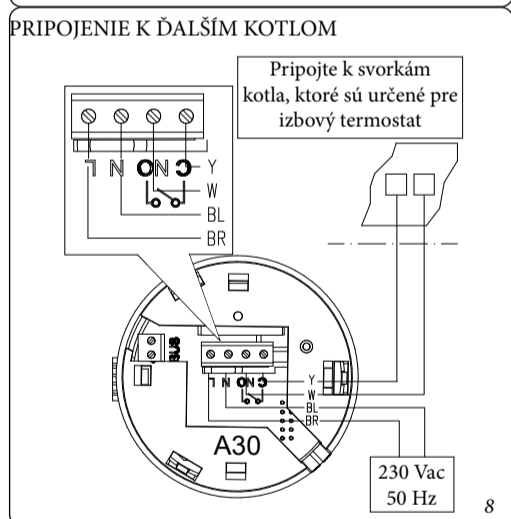 PRIPOJENIE K ĎALŠÍM KOTLOM
Pripojte k svorkám
kotla, ktoré sú určené pre
izbový termostat
L N NO C
Y
W
BL
BR
SUB
L N NO C
Y
W
BL
BR
A30
230 Vac
50 Hz
8